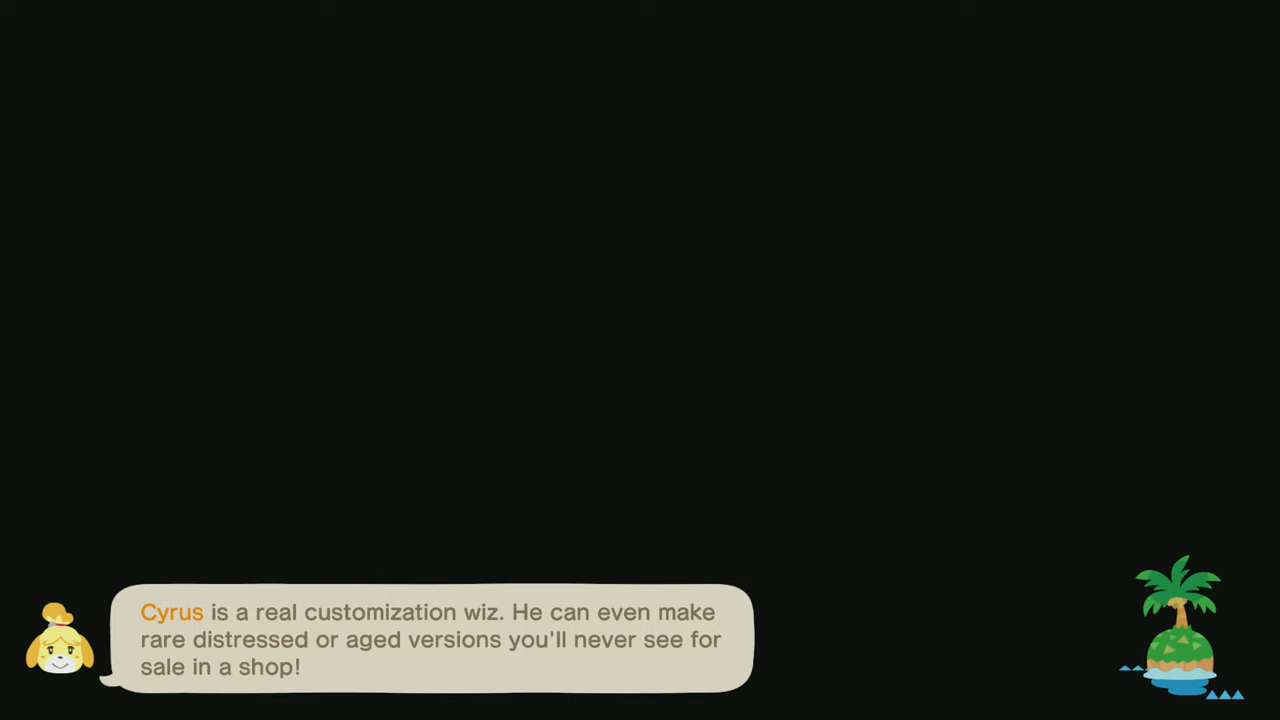 Cyrus is a real customization wiz. He can even make
rare distressed or aged versions you'll never see for
sale in a shop!